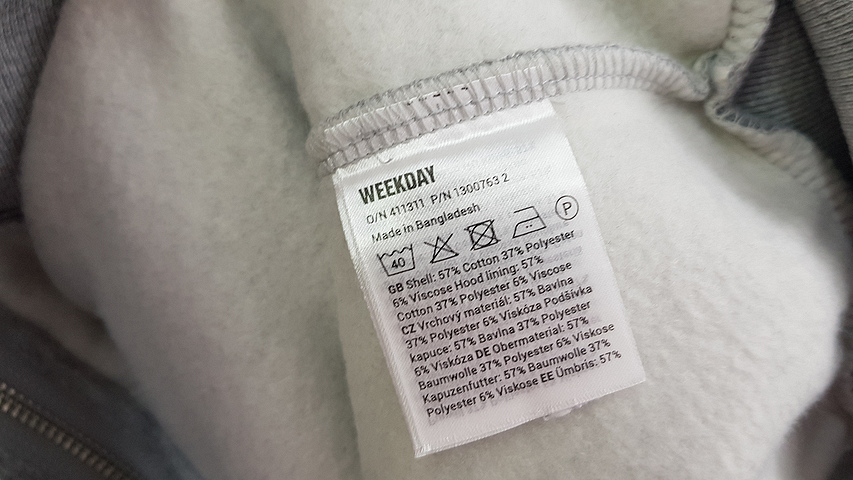 WEEKDAY
O/N 411311 P/N 1300763 2
Made in Bangladesh
40 P
GB Shell: 57% Cotton 37% Polyester
6% Viscose Hood lining: 57%
Cotton 37% Polyester 6% Viscose
CZ Vrchový materiál: 57% Bavlna
37% Polyester 6% Viskóza Podšívka
kapuce: 57% Bavlna 37% Polyester
6% Viskóza DE Obermaterial: 57%
Baumwolle 37% Polyester 6% Viskose
Kapuzenfutter: 57% Baumwolle 37%
Polyester 6% Viskose EE Ümbris: 57%